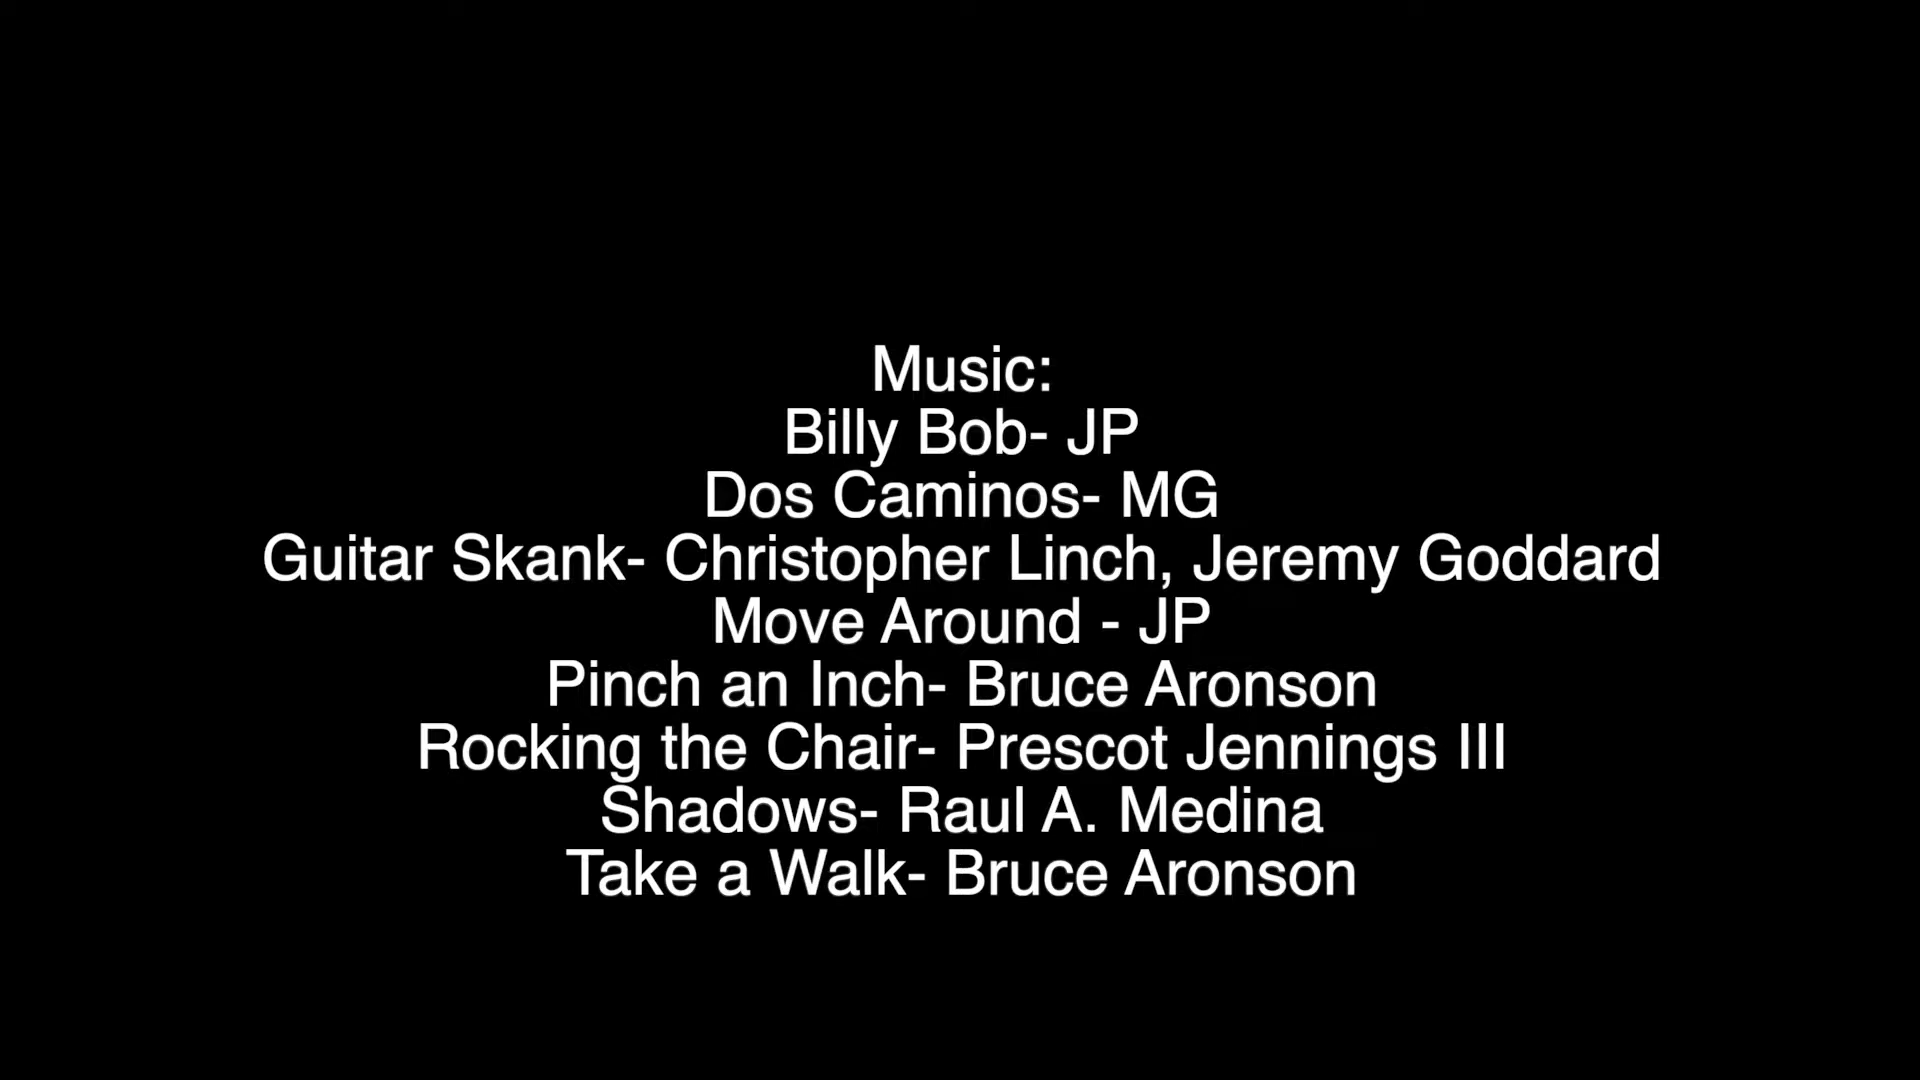 Music:
Billy Bob- JP
Dos Caminos- MG
Guitar Skank- Christopher Linch, Jeremy Goddard
Move Around - JP
Pinch an Inch- Bruce Aronson
Rocking the Chair- Prescot Jennings III
Shadows- Raul A. Medina
Take a Walk- Bruce Aronson